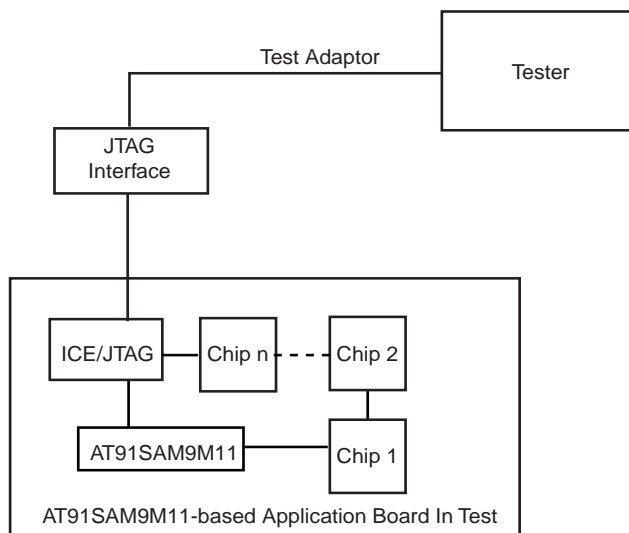 Test Adaptor
Tester
JTAG
Interface
ICE/JTAG
Chip n
Chip 2
AT91SAM9M11
Chip 1
AT91SAM9M11-based Application Board In Test